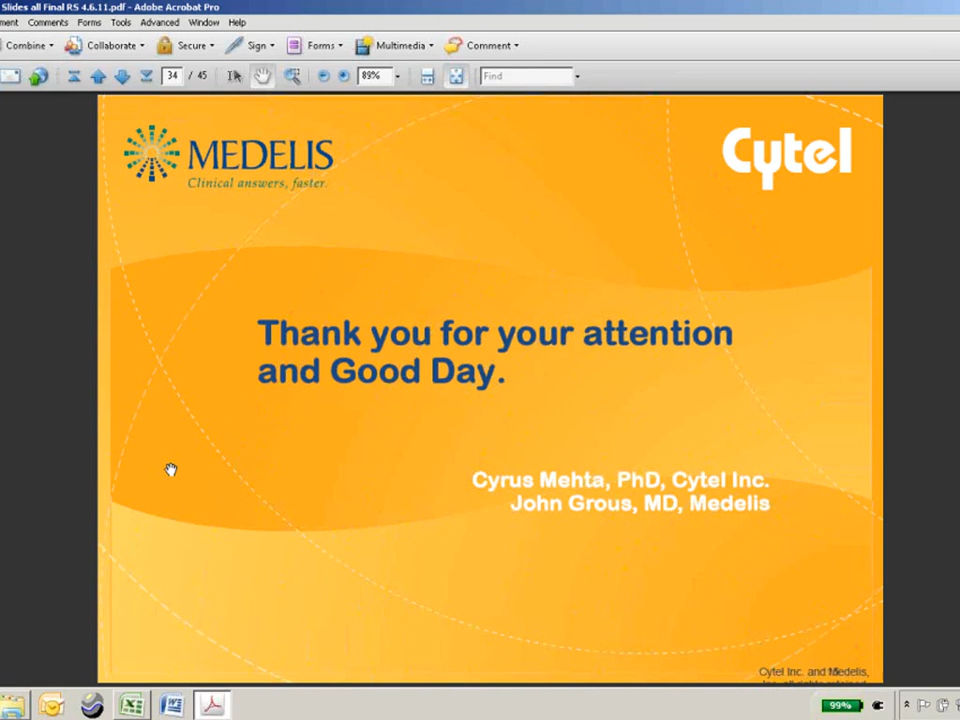 Slides all Final RS 4.6.11.pdf - Adobe Acrobat Pro
ment Comments Forms Tools Advanced Window Help
Combine Collaborate Secure Sign Forms Multimedia Comment
34 / 45 89% Find
MEDELIS
Clinical answers, faster.
Cytel
Thank you for your attention
and Good Day.
Cyrus Mehta, PhD, Cytel Inc.
John Grous, MD, Medelis
Cytel Inc. and Medelis,
99%